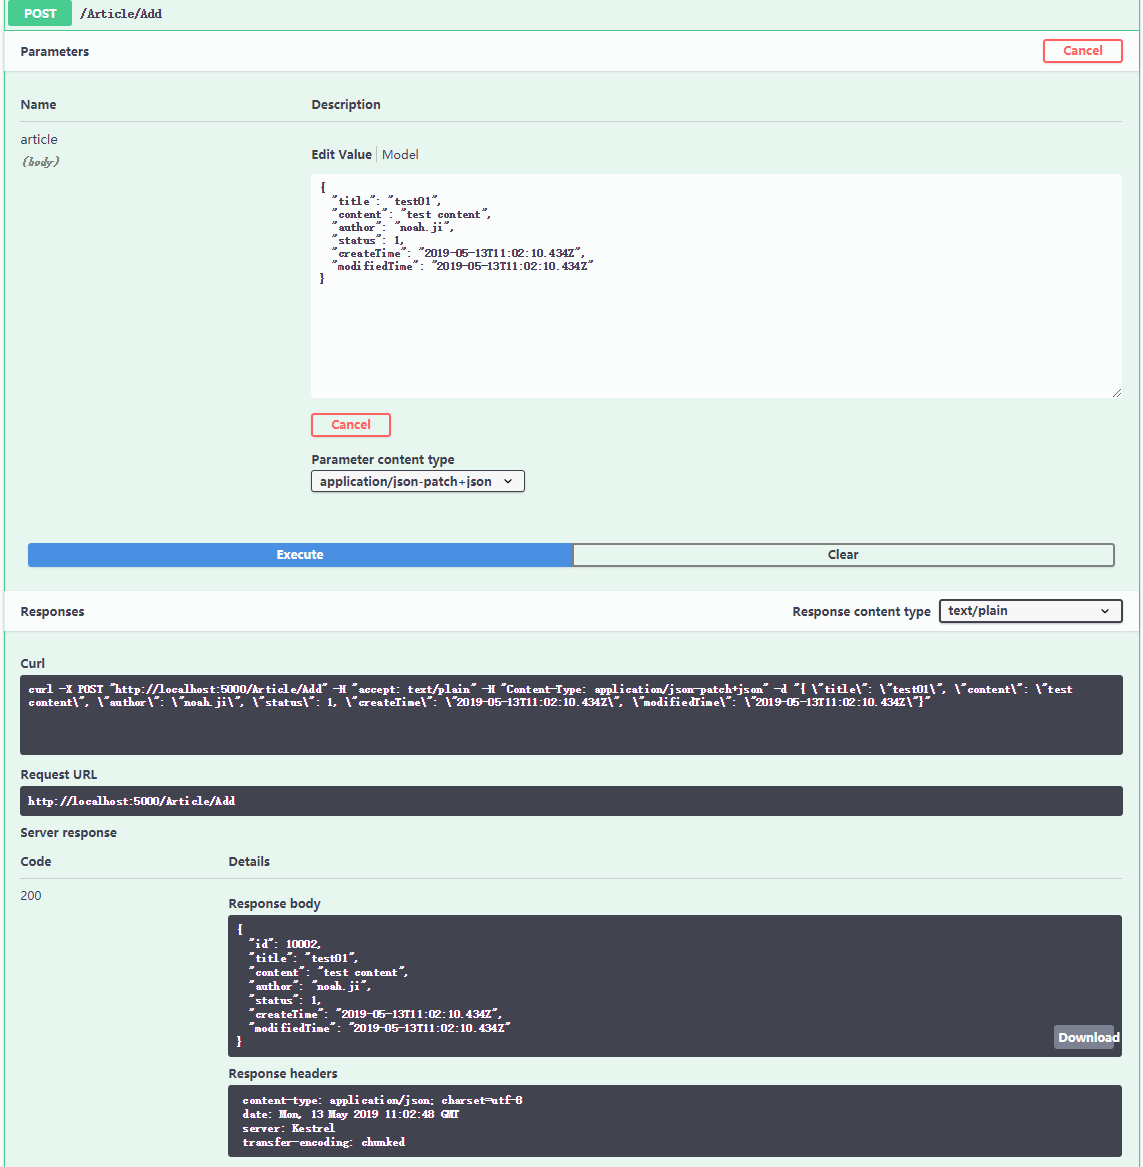 POST /Article/Add
Parameters Cancel
Name Description
article
(body)
Edit Value Model
{
"title": "test01",
"content": "test content",
"author": "noah.ji",
"status": 1,
"createTime": "2019-05-13T11:02:10.434Z",
"modifiedTime": "2019-05-13T11:02:10.434Z"
}
Cancel
Parameter content type
application/json-patch+json
Execute Clear
Responses Response content type text/plain
Curl
curl -X POST "http://localhost:5000/Article/Add" -H "accept: text/plain" -H "Content-Type: application/json-patch+json" -d "{ \"title\": \"test01\", \"content\": \"test
content\", \"author\": \"noah.ji\", \"status\": 1, \"createTime\": \"2019-05-13T11:02:10.434Z\", \"modifiedTime\": \"2019-05-13T11:02:10.434Z\"}"
Request URL
http://localhost:5000/Article/Add
Server response
Code Details
200
Response body
{
"id": 10002,
"title": "test01",
"content": "test content",
"author": "noah.ji",
"status": 1,
"createTime": "2019-05-13T11:02:10.434Z",
"modifiedTime": "2019-05-13T11:02:10.434Z"
}
Download
Response headers
content-type: application/json; charset=utf-8
date: Mon, 13 May 2019 11:02:48 GMT
server: Kestrel
transfer-encoding: chunked